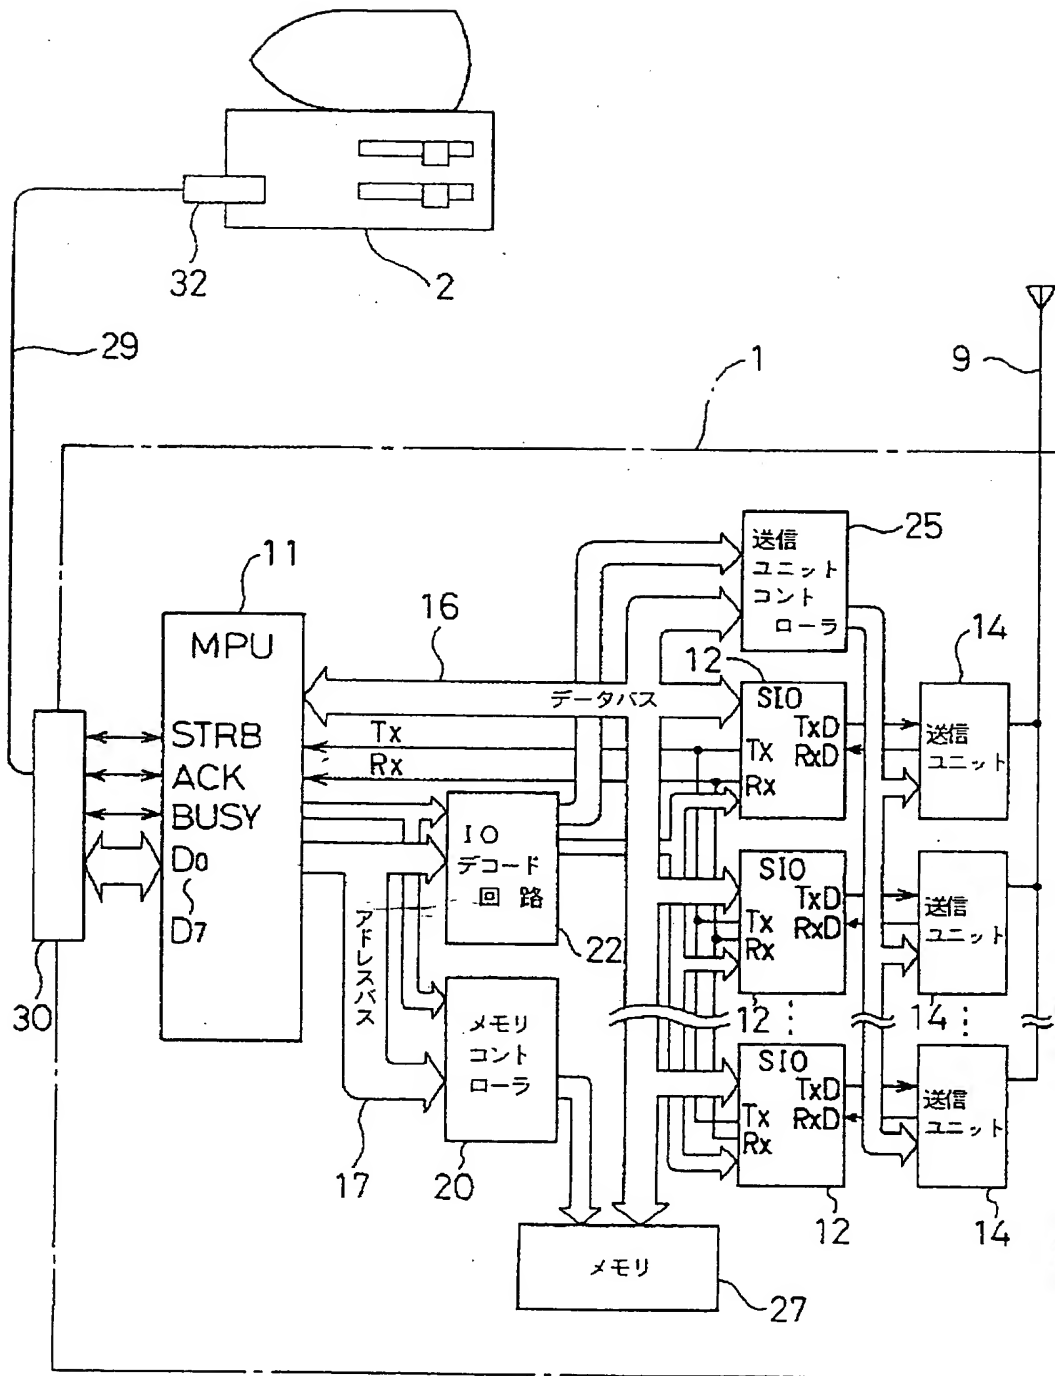 32
2
29
1
9
11
MPU
STRB
ACK
BUSY
D0
D7
30
16
データバス
Tx
Rx
IO
デコード
回路
22
アドレスバス
17
メモリ
コント
ローラ
20
メモリ
27
送信
ユニット
コント
ローラ
25
12
SIO
TxD
Tx
RxD
Rx
14
送信
ユニット
SIO
TxD
Tx
RxD
Rx
12
送信
ユニット
14
SIO
TxD
Tx
RxD
Rx
12
送信
ユニット
14